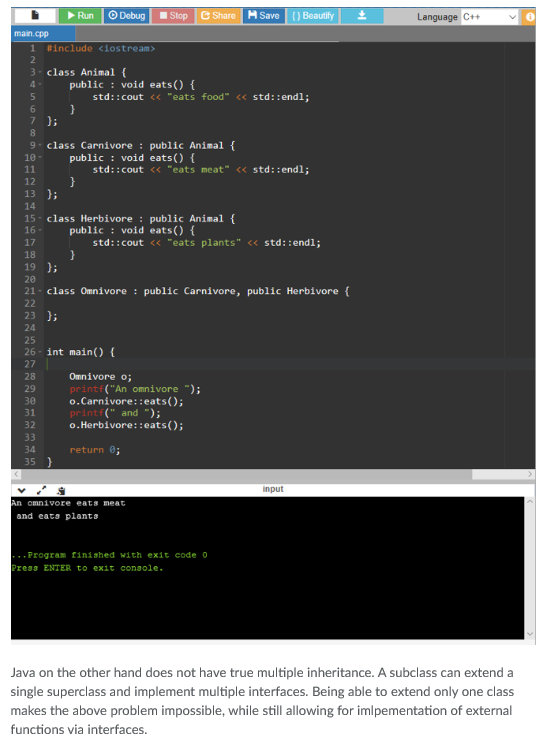 Run Debug Stop Share Save {} Beautify Language C++
main.cpp
1 #include <iostream>
2
3 class Animal {
4 public : void eats() {
5 std::cout << "eats food" << std::endl;
6 }
7 };
8
9 class Carnivore : public Animal {
10 public : void eats() {
11 std::cout << "eats meat" << std::endl;
12 }
13 };
14
15 class Herbivore : public Animal {
16 public : void eats() {
17 std::cout << "eats plants" << std::endl;
18 }
19 };
20
21 class Omnivore : public Carnivore, public Herbivore {
22
23 };
24
25
26 int main() {
27
28 Omnivore o;
29 printf("An omnivore ");
30 o.Carnivore::eats();
31 printf(" and ");
32 o.Herbivore::eats();
33
34 return 0;
35 }
input
An omnivore eats meat
and eats plants
...Program finished with exit code 0
Press ENTER to exit console.
Java on the other hand does not have true multiple inheritance. A subclass can extend a
single superclass and implement multiple interfaces. Being able to extend only one class
makes the above problem impossible, while still allowing for imlpementation of external
functions via interfaces.